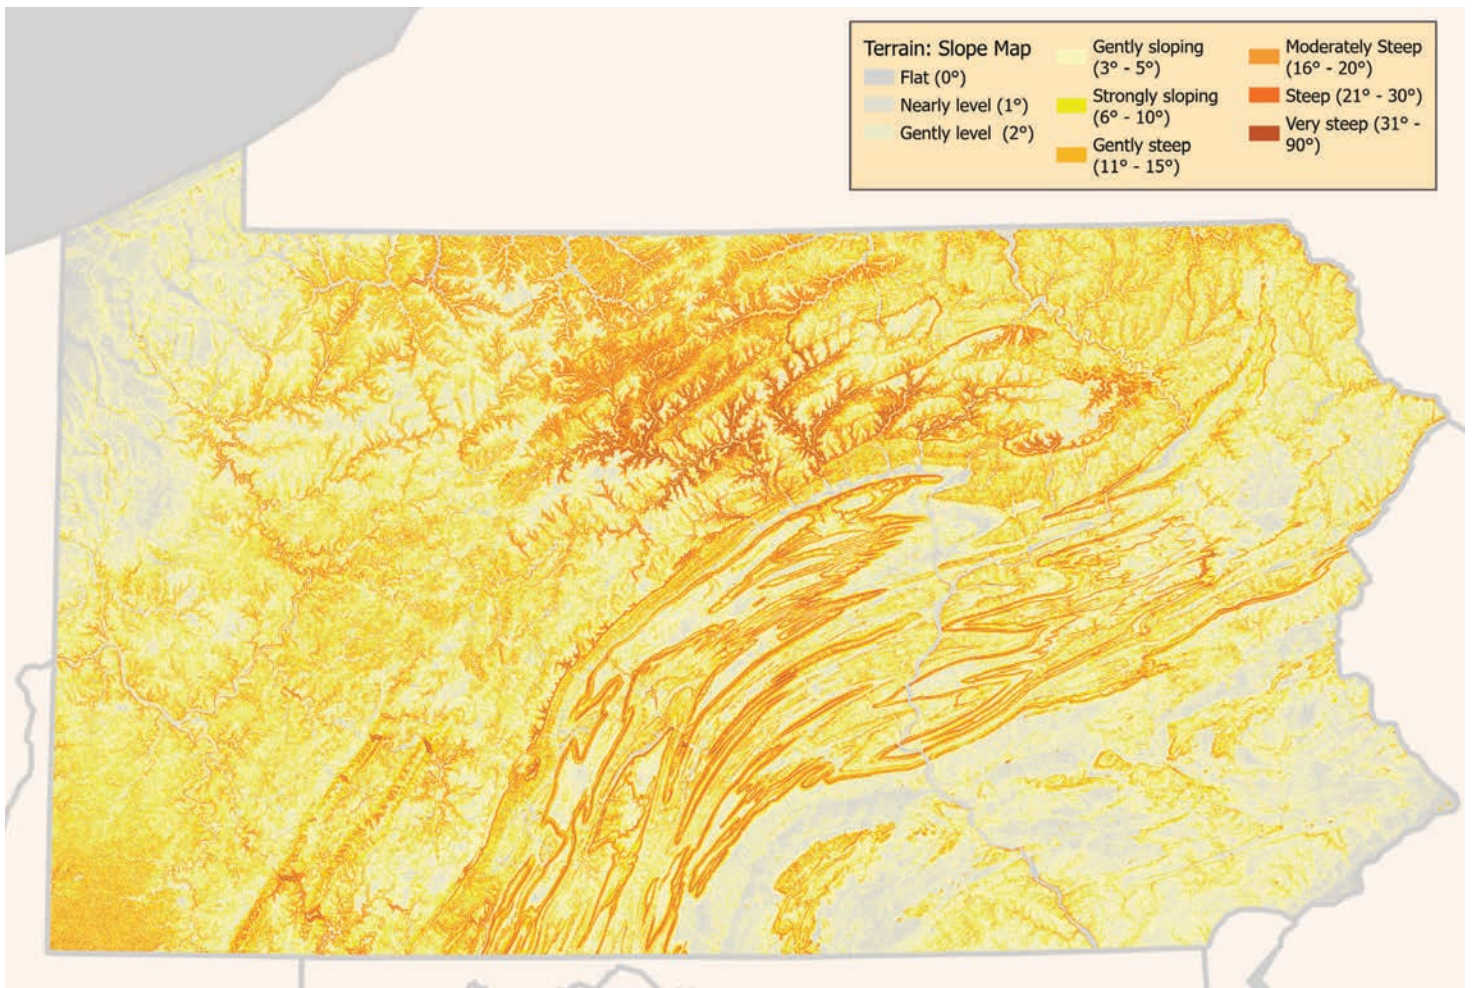 Terrain: Slope Map
Flat (0°)
Nearly level (1°)
Gently level (2°)
Gently sloping
(3° - 5°)
Strongly sloping
(6° - 10°)
Gently steep
(11° - 15°)
Moderately Steep
(16° - 20°)
Steep (21° - 30°)
Very steep (31° -
90°)